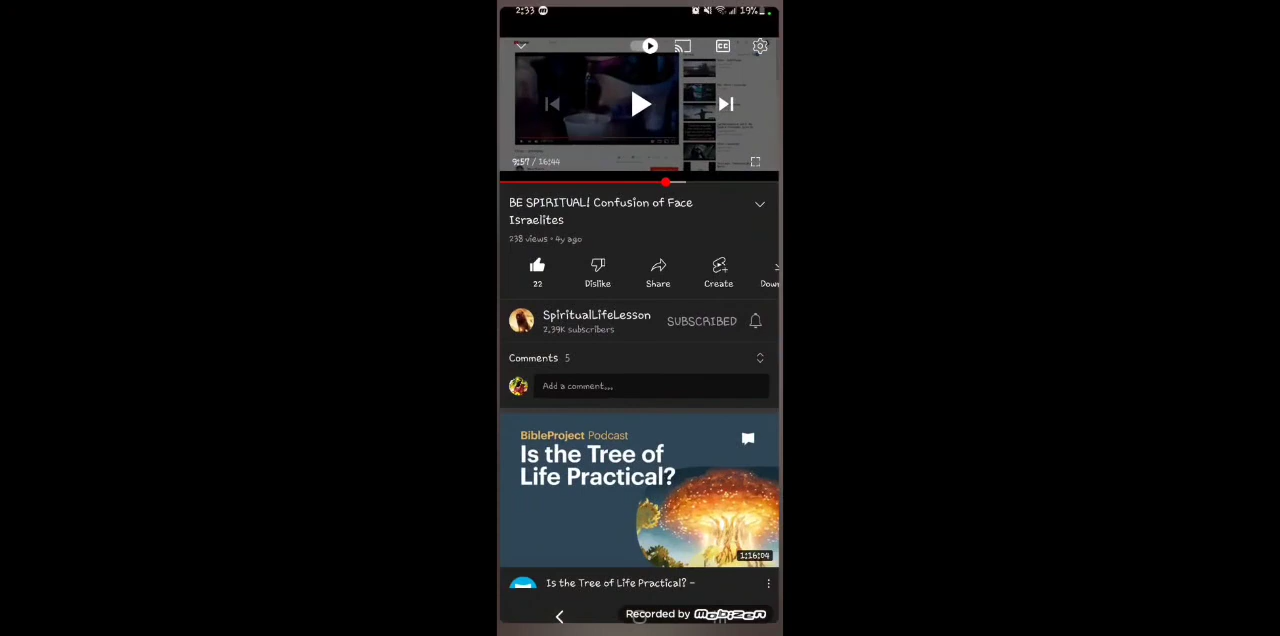 2:33
19%
CC
9:57 / 16:44
BE SPIRITUAL! Confusion of Face
Israelites
238 views • 4y ago
22
Dislike
Share
Create
Down
SpiritualLifeLesson
2.39K subscribers
SUBSCRIBED
Comments 5
Add a comment...
BibleProject Podcast
Is the Tree of
Life Practical?
1:16:04
Is the Tree of Life Practical? -
Recorded by mobizen